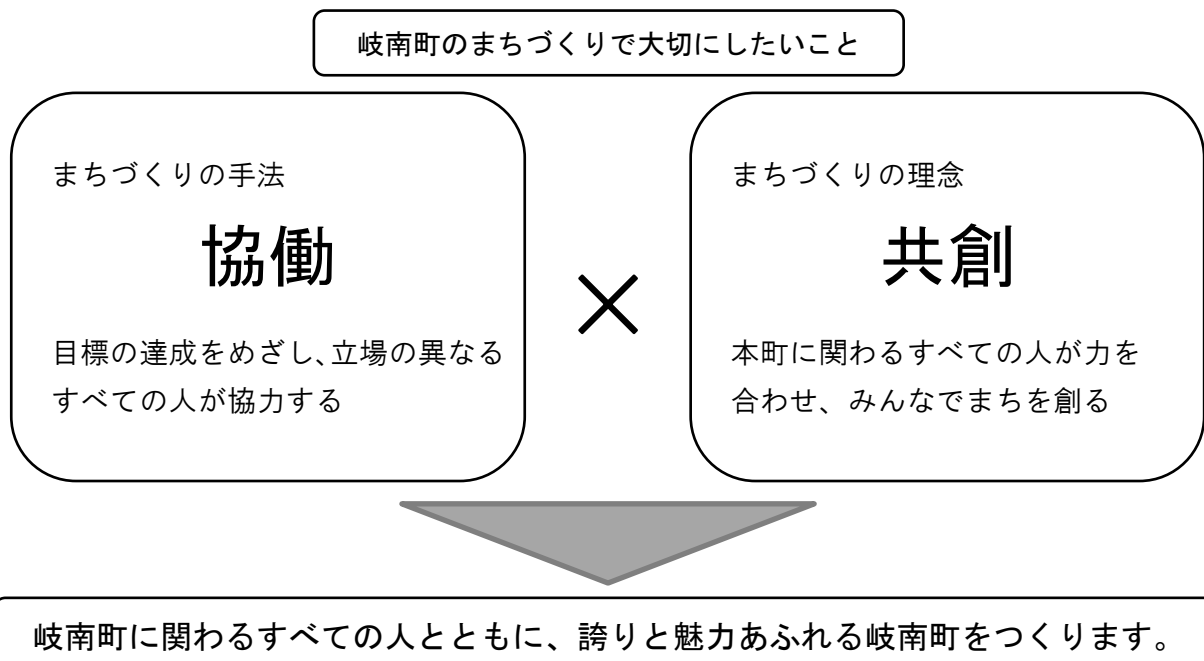 岐南町のまちづくりで大切にしたいこと
まちづくりの手法
協働
目標の達成をめざし、立場の異なる
すべての人が協力する
×
まちづくりの理念
共創
本町に関わるすべての人が力を
合わせ、みんなでまちを創る
岐南町に関わるすべての人とともに、誇りと魅力あふれる岐南町をつくります。